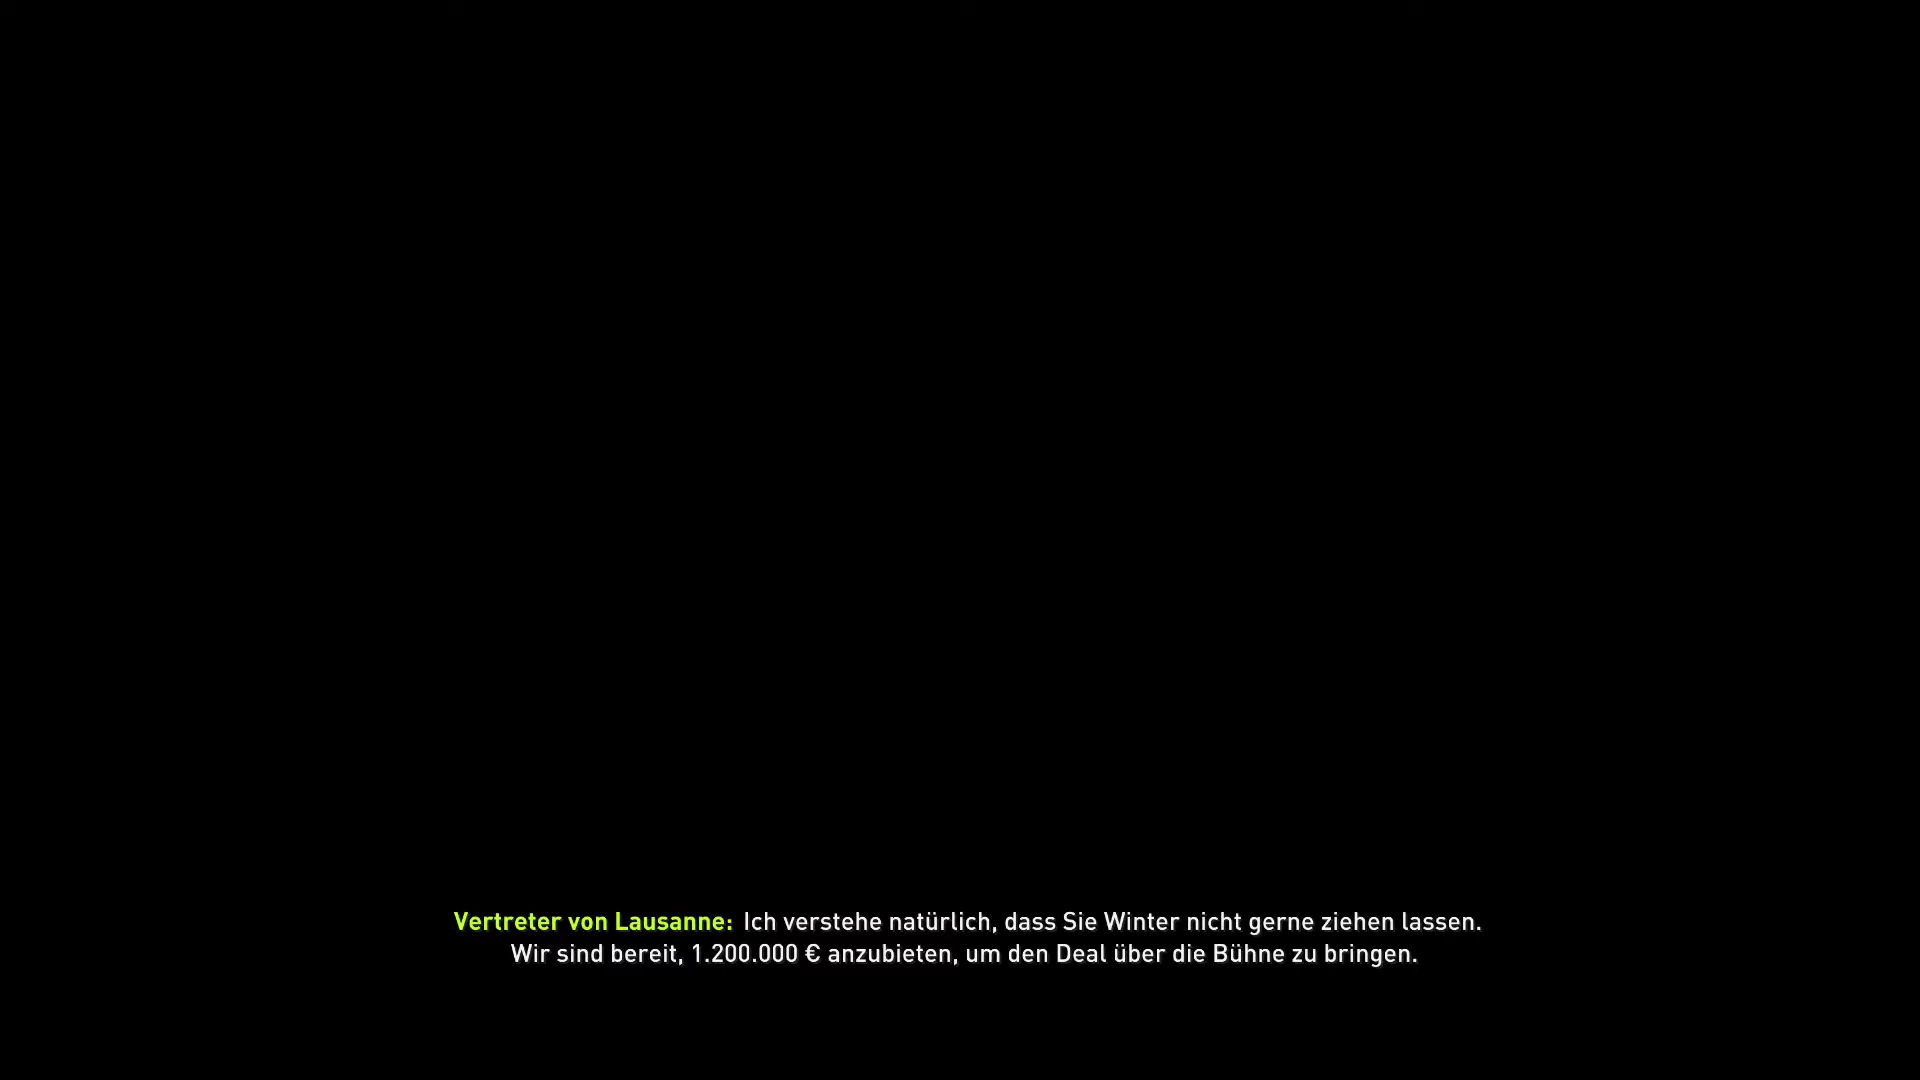 Vertreter von Lausanne: Ich verstehe natürlich, dass Sie Winter nicht gerne ziehen lassen.
Wir sind bereit, 1.200.000 € anzubieten, um den Deal über die Bühne zu bringen.